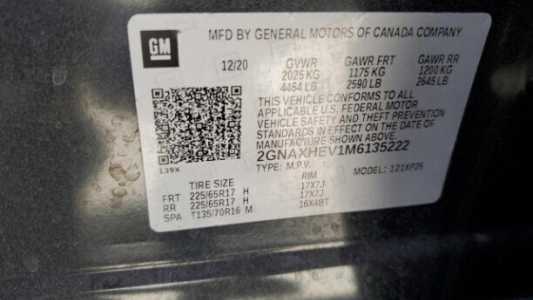 GM
MFD BY GENERAL MOTORS OF CANADA COMPANY
12/20 GVWR GAWR FRT GAWR RR
2025 KG 1175 KG 1200 KG
4464 LB 2590 LB 2645 LB
THIS VEHICLE CONFORMS TO ALL
APPLICABLE U.S. FEDERAL MOTOR
VEHICLE SAFETY AND THEFT PREVENTION
STANDARDS IN EFFECT ON THE DATE
OF MANUFACTURE SHOWN ABOVE.
2GNAXHEV1M6135222
TYPE: M.P.V. MODEL: 121XP26
L39X
TIRE SIZE RIM
FRT 225/65R17 H 17X7J
RR 225/65R17 H 17X7J
SPA T135/70R16 M 16X4BT